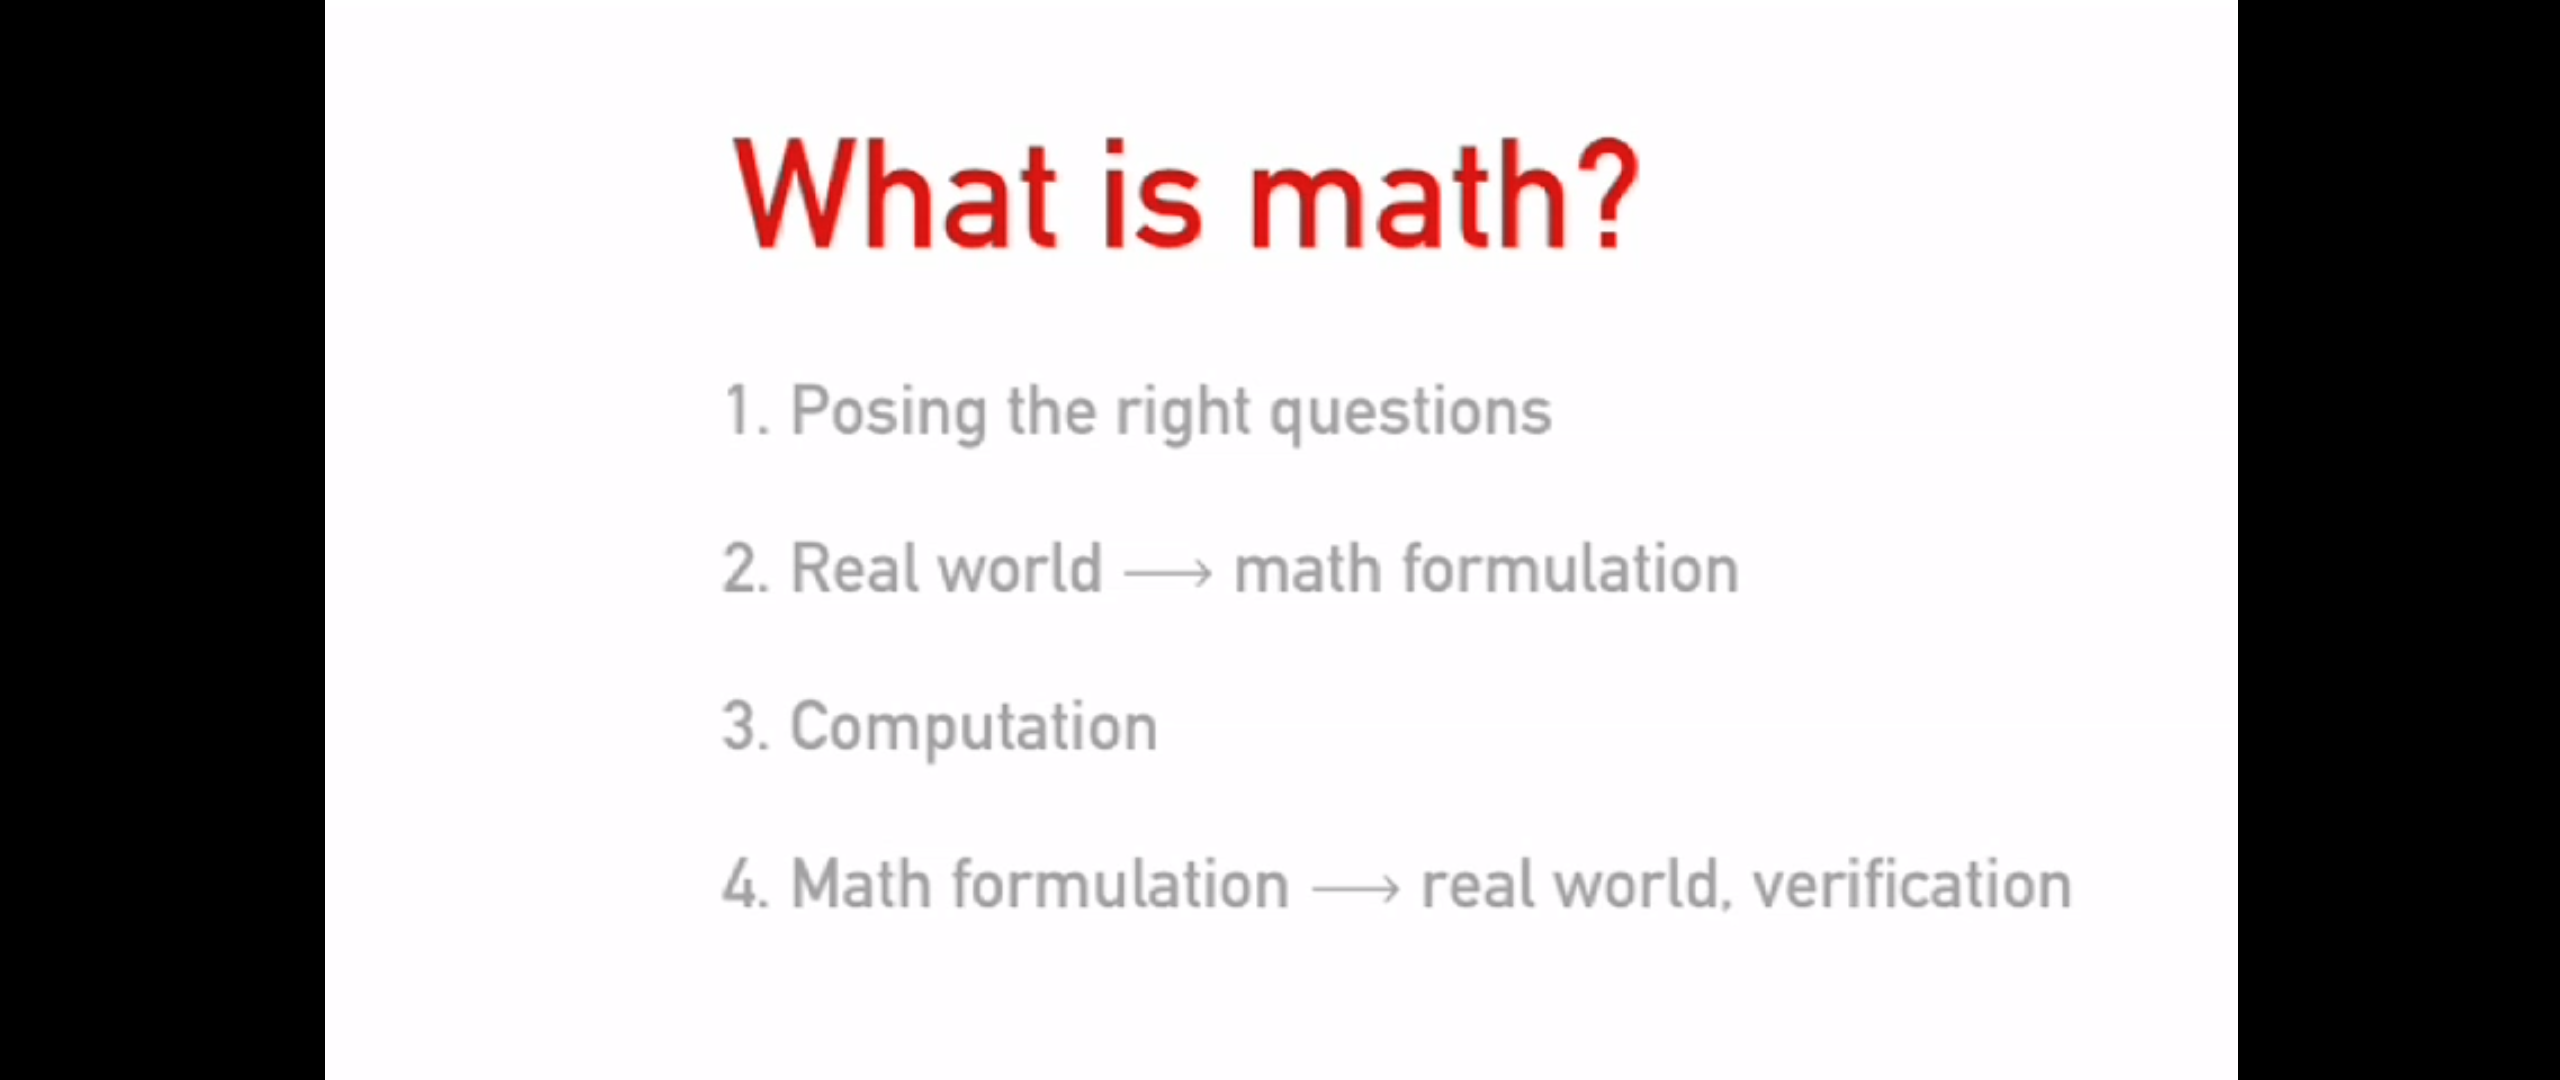 What is math?
1. Posing the right questions
2. Real world ⟶ math formulation
3. Computation
4. Math formulation ⟶ real world, verification